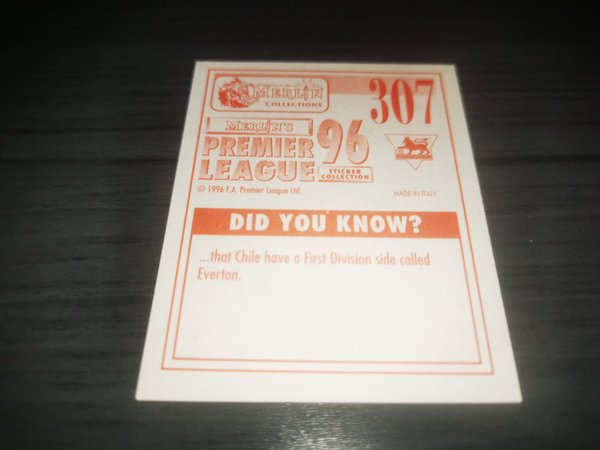 MERLIN
COLLECTIONS
307
MERLIN'S
PREMIER
LEAGUE
96
STICKER
COLLECTION
© 1996 F.A. Premier League Ltd.
MADE IN ITALY
DID YOU KNOW?
...that Chile have a First Division side called
Everton.